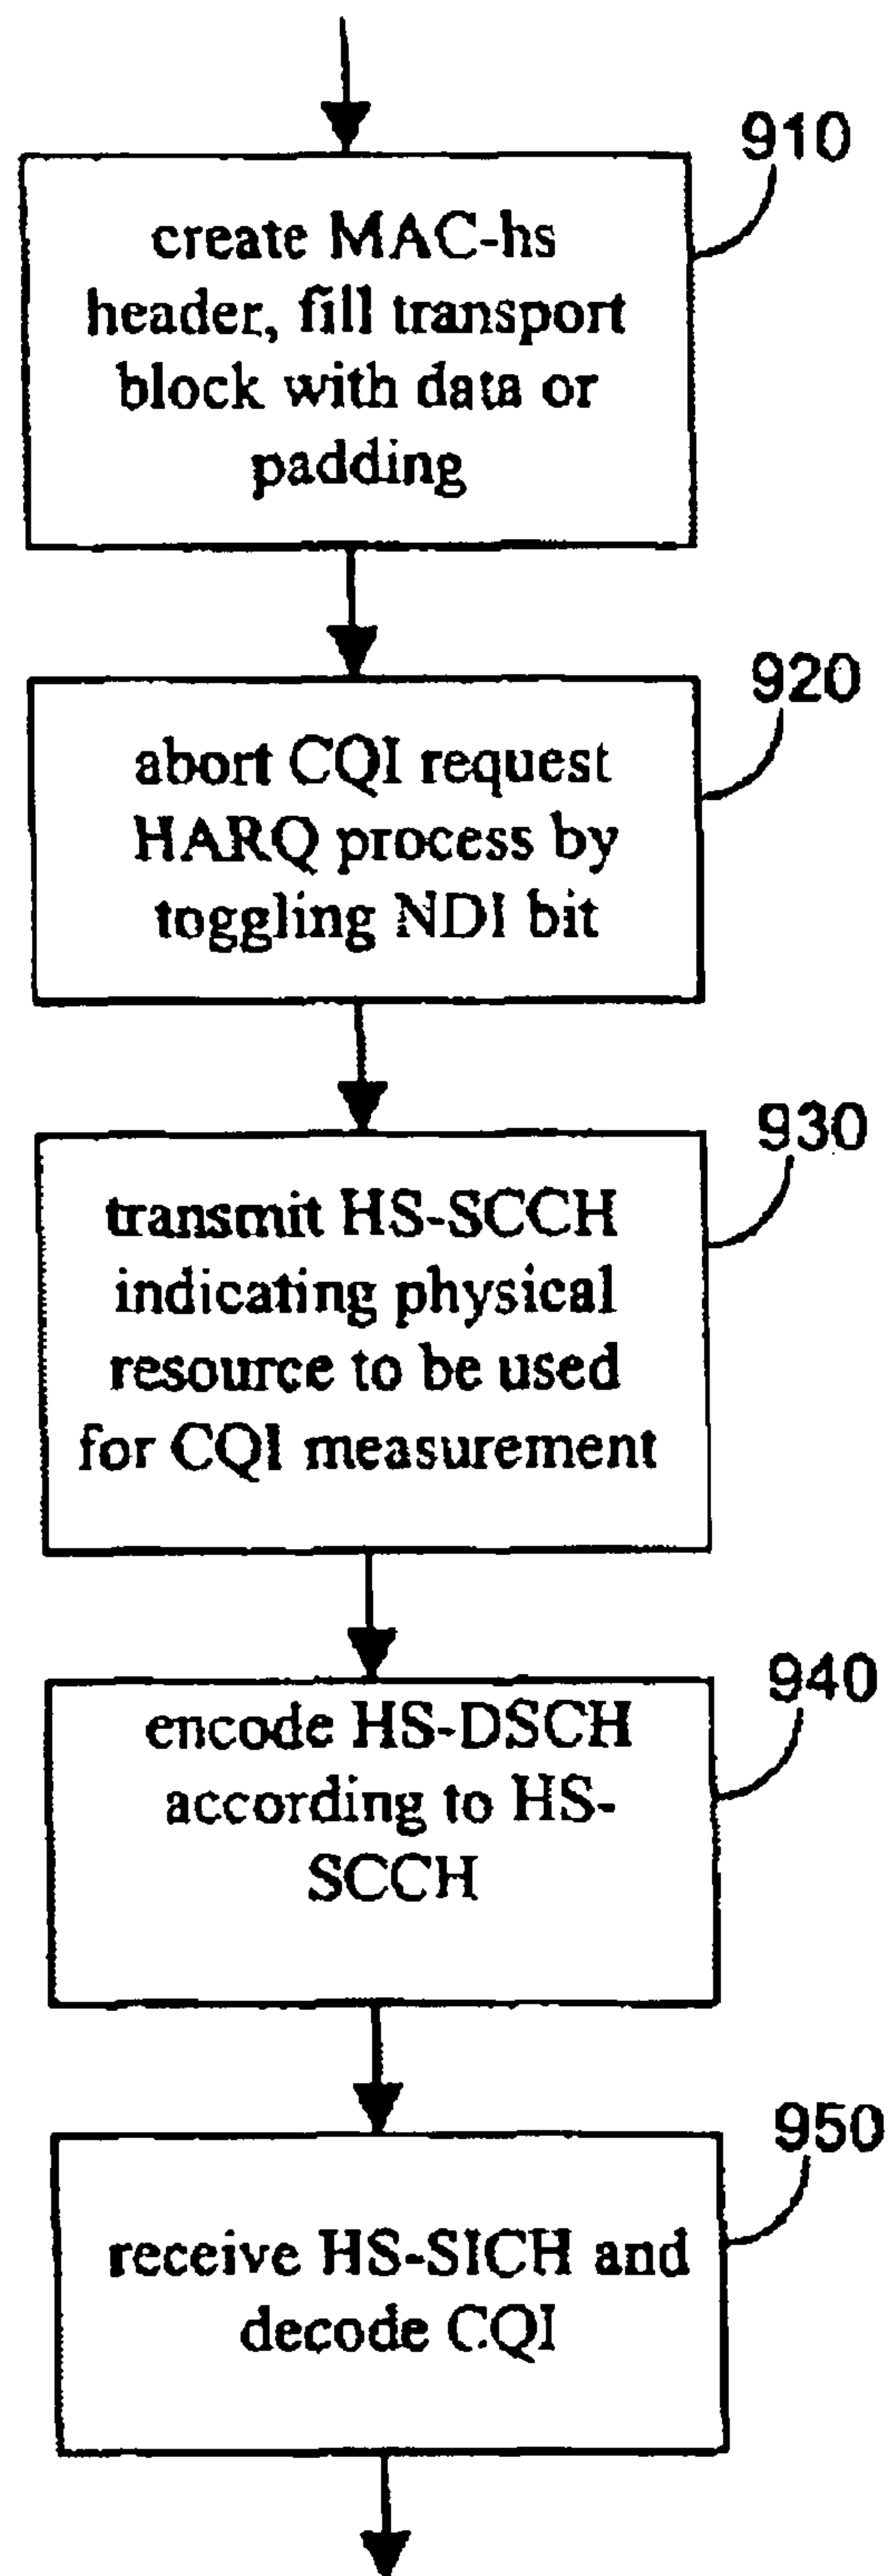 910
create MAC-hs
header, fill transport
block with data or
padding
920
abort CQI request
HARQ process by
toggling NDI bit
930
transmit HS-SCCH
indicating physical
resource to be used
for CQI measurement
940
encode HS-DSCH
according to HS-
SCCH
950
receive HS-SICH and
decode CQI